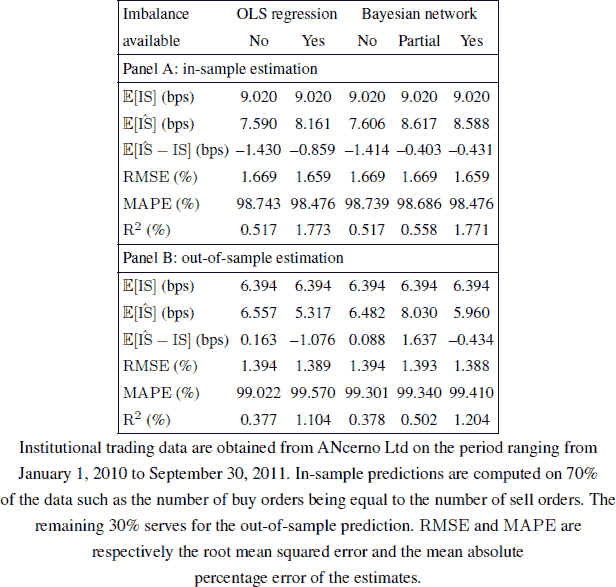 Imbalance OLS regression Bayesian network
available No Yes No Partial Yes
Panel A: in-sample estimation
𝔼[IS] (bps) 9.020 9.020 9.020 9.020 9.020
𝔼[ÎS] (bps) 7.590 8.161 7.606 8.617 8.588
𝔼[ÎS − IS] (bps) −1.430 −0.859 −1.414 −0.403 −0.431
RMSE (%) 1.669 1.659 1.669 1.669 1.659
MAPE (%) 98.743 98.476 98.739 98.686 98.476
R² (%) 0.517 1.773 0.517 0.558 1.771
Panel B: out-of-sample estimation
𝔼[IS] (bps) 6.394 6.394 6.394 6.394 6.394
𝔼[ÎS] (bps) 6.557 5.317 6.482 8.030 5.960
𝔼[ÎS − IS] (bps) 0.163 −1.076 0.088 1.637 −0.434
RMSE (%) 1.394 1.389 1.394 1.393 1.388
MAPE (%) 99.022 99.570 99.301 99.340 99.410
R² (%) 0.377 1.104 0.378 0.502 1.204
Institutional trading data are obtained from ANcerno Ltd on the period ranging from
January 1, 2010 to September 30, 2011. In-sample predictions are computed on 70%
of the data such as the number of buy orders being equal to the number of sell orders. The
remaining 30% serves for the out-of-sample prediction. RMSE and MAPE are
respectively the root mean squared error and the mean absolute
percentage error of the estimates.